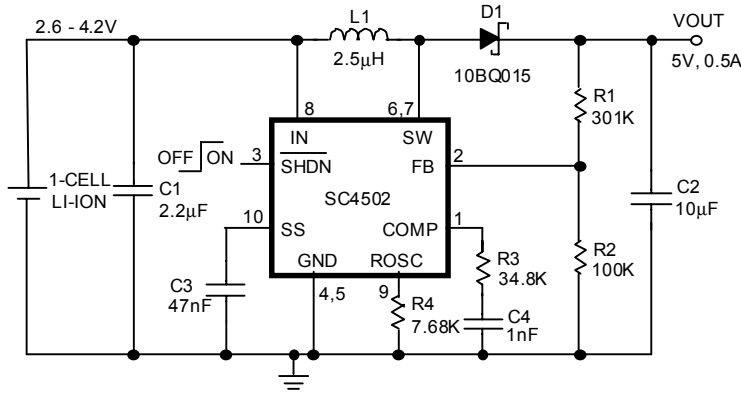 L1
D1
VOUT
2.6 - 4.2V
2.5μH
10BQ015
5V, 0.5A
8
6,7
R1
301K
IN
SW
OFF
ON
3
SHDN
FB
2
1-CELL
LI-ION
C1
2.2μF
SC4502
C2
10μF
10
SS
COMP
1
R2
100K
GND
ROSC
R3
34.8K
C3
47nF
4,5
9
R4
7.68K
C4
1nF